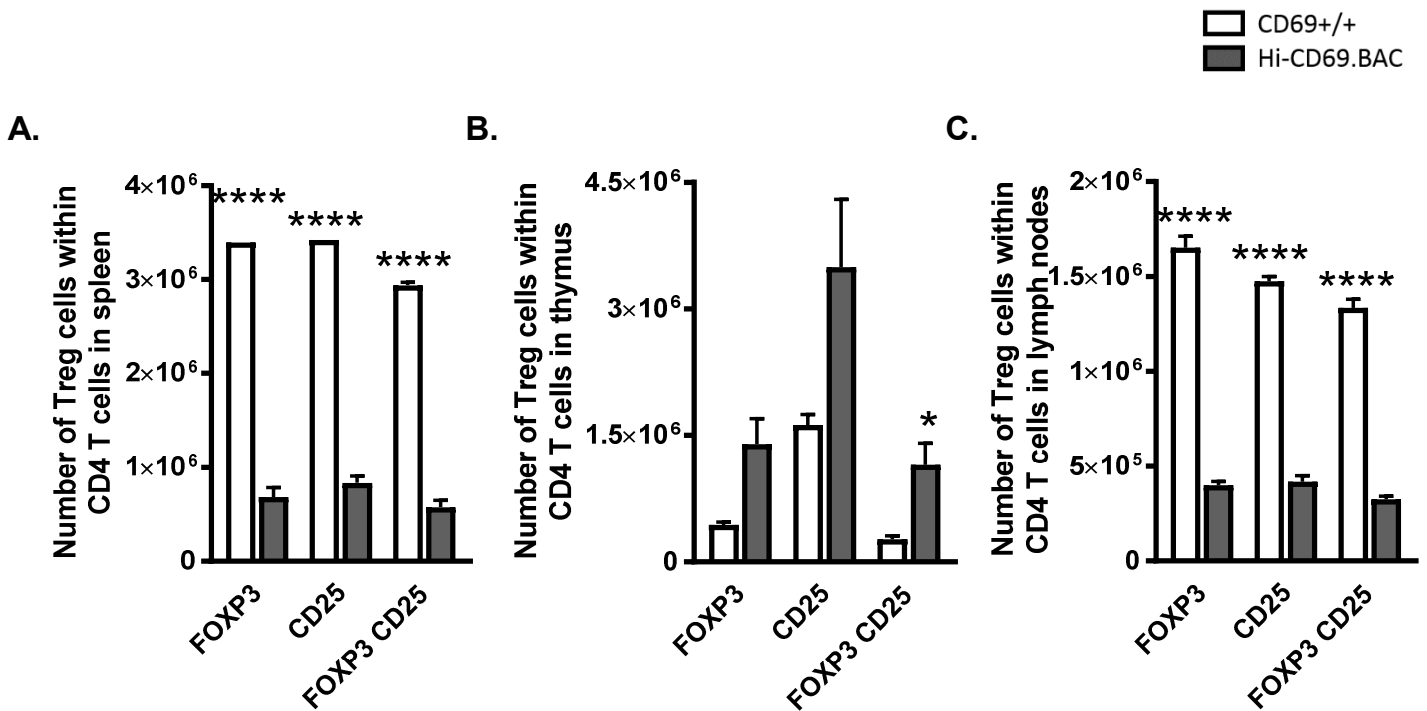 CD69+/+
Hi-CD69.BAC
A.
Number of Treg cells within
CD4 T cells in spleen
4×10⁶
3×10⁶
2×10⁶
1×10⁶
0
****
****
****
FOXP3
CD25
FOXP3 CD25
B.
Number of Treg cells within
CD4 T cells in thymus
4.5×10⁶
3×10⁶
1.5×10⁶
0
*
FOXP3
CD25
FOXP3 CD25
C.
Number of Treg cells within
CD4 T cells in lymph nodes
2×10⁶
1.5×10⁶
1×10⁶
5×10⁵
0
****
****
****
FOXP3
CD25
FOXP3 CD25